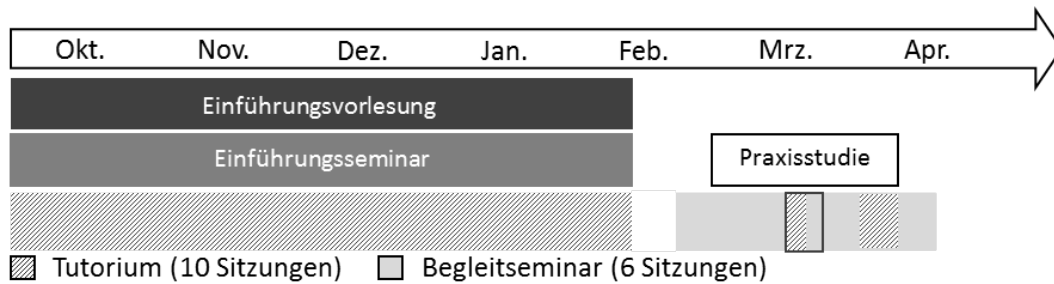 Okt. Nov. Dez. Jan. Feb. Mrz. Apr.
Einführungsvorlesung
Einführungsseminar
Praxisstudie
Tutorium (10 Sitzungen) Begleitseminar (6 Sitzungen)